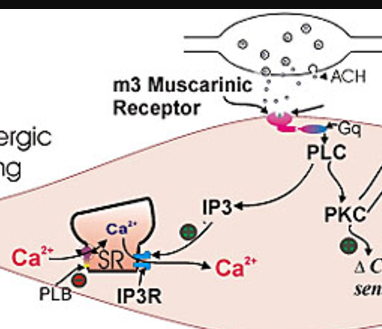 ACH
m3 Muscarinic
Receptor
ergic
ng
Gq
PLC
IP3
PKC
Ca²⁺
Ca²⁺
SR
Ca²⁺
PLB
IP3R
Δ C
sen